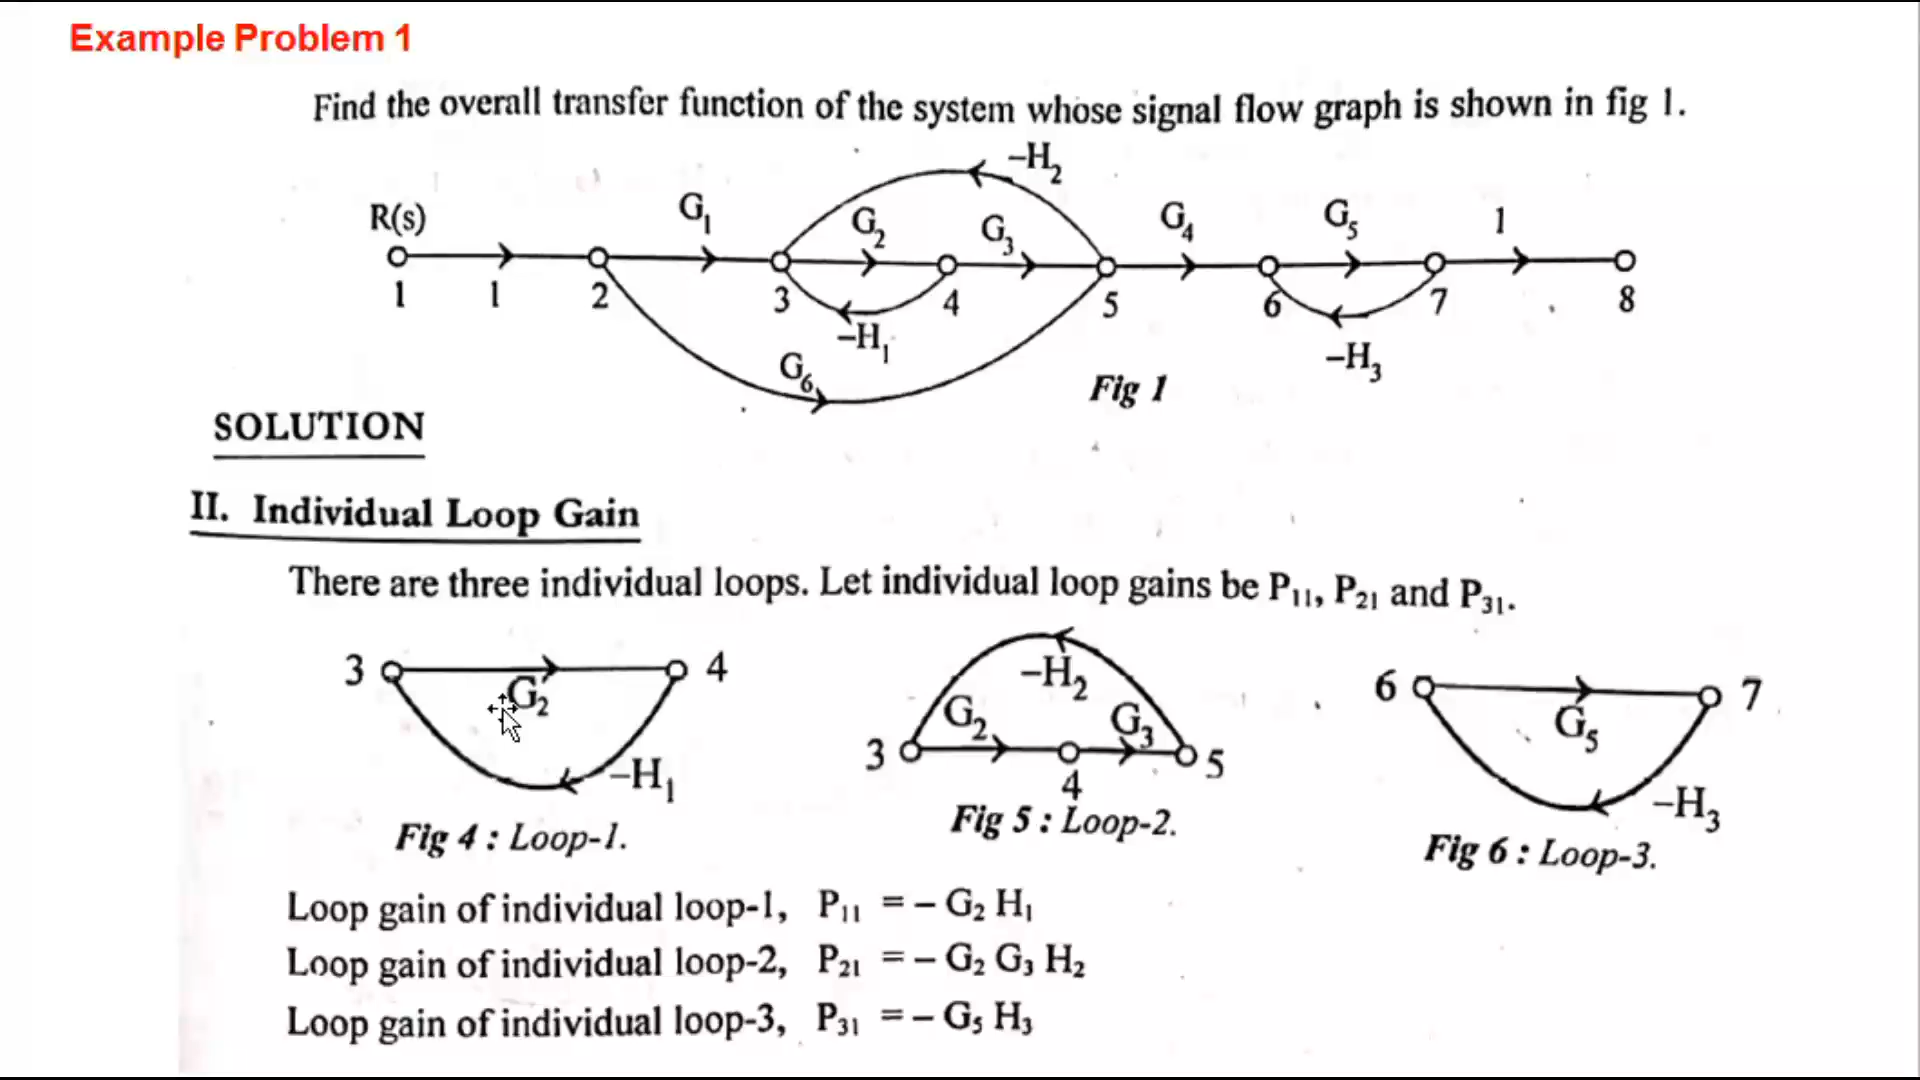 Example Problem 1
Find the overall transfer function of the system whose signal flow graph is shown in fig 1.
–H₂
R(s) G₁ G₂ G₃ G₄ G₅ 1
1 1 2 3 4 5 6 7 8
–H₁
–H₃
G₆
Fig 1
SOLUTION
II. Individual Loop Gain
There are three individual loops. Let individual loop gains be P₁₁, P₂₁ and P₃₁.
3 G₂ 4
–H₁
Fig 4 : Loop-1.
–H₂
G₂ G₃
3 4 5
Fig 5 : Loop-2.
6 G₅ 7
–H₃
Fig 6 : Loop-3.
Loop gain of individual loop-1, P₁₁ = – G₂ H₁
Loop gain of individual loop-2, P₂₁ = – G₂ G₃ H₂
Loop gain of individual loop-3, P₃₁ = – G₅ H₃